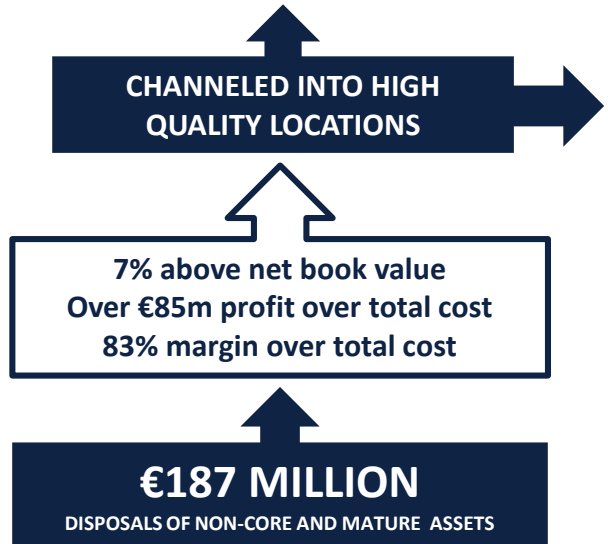 CHANNELED INTO HIGH
QUALITY LOCATIONS
7% above net book value
Over €85m profit over total cost
83% margin over total cost
€187 MILLION
DISPOSALS OF NON-CORE AND MATURE ASSETS